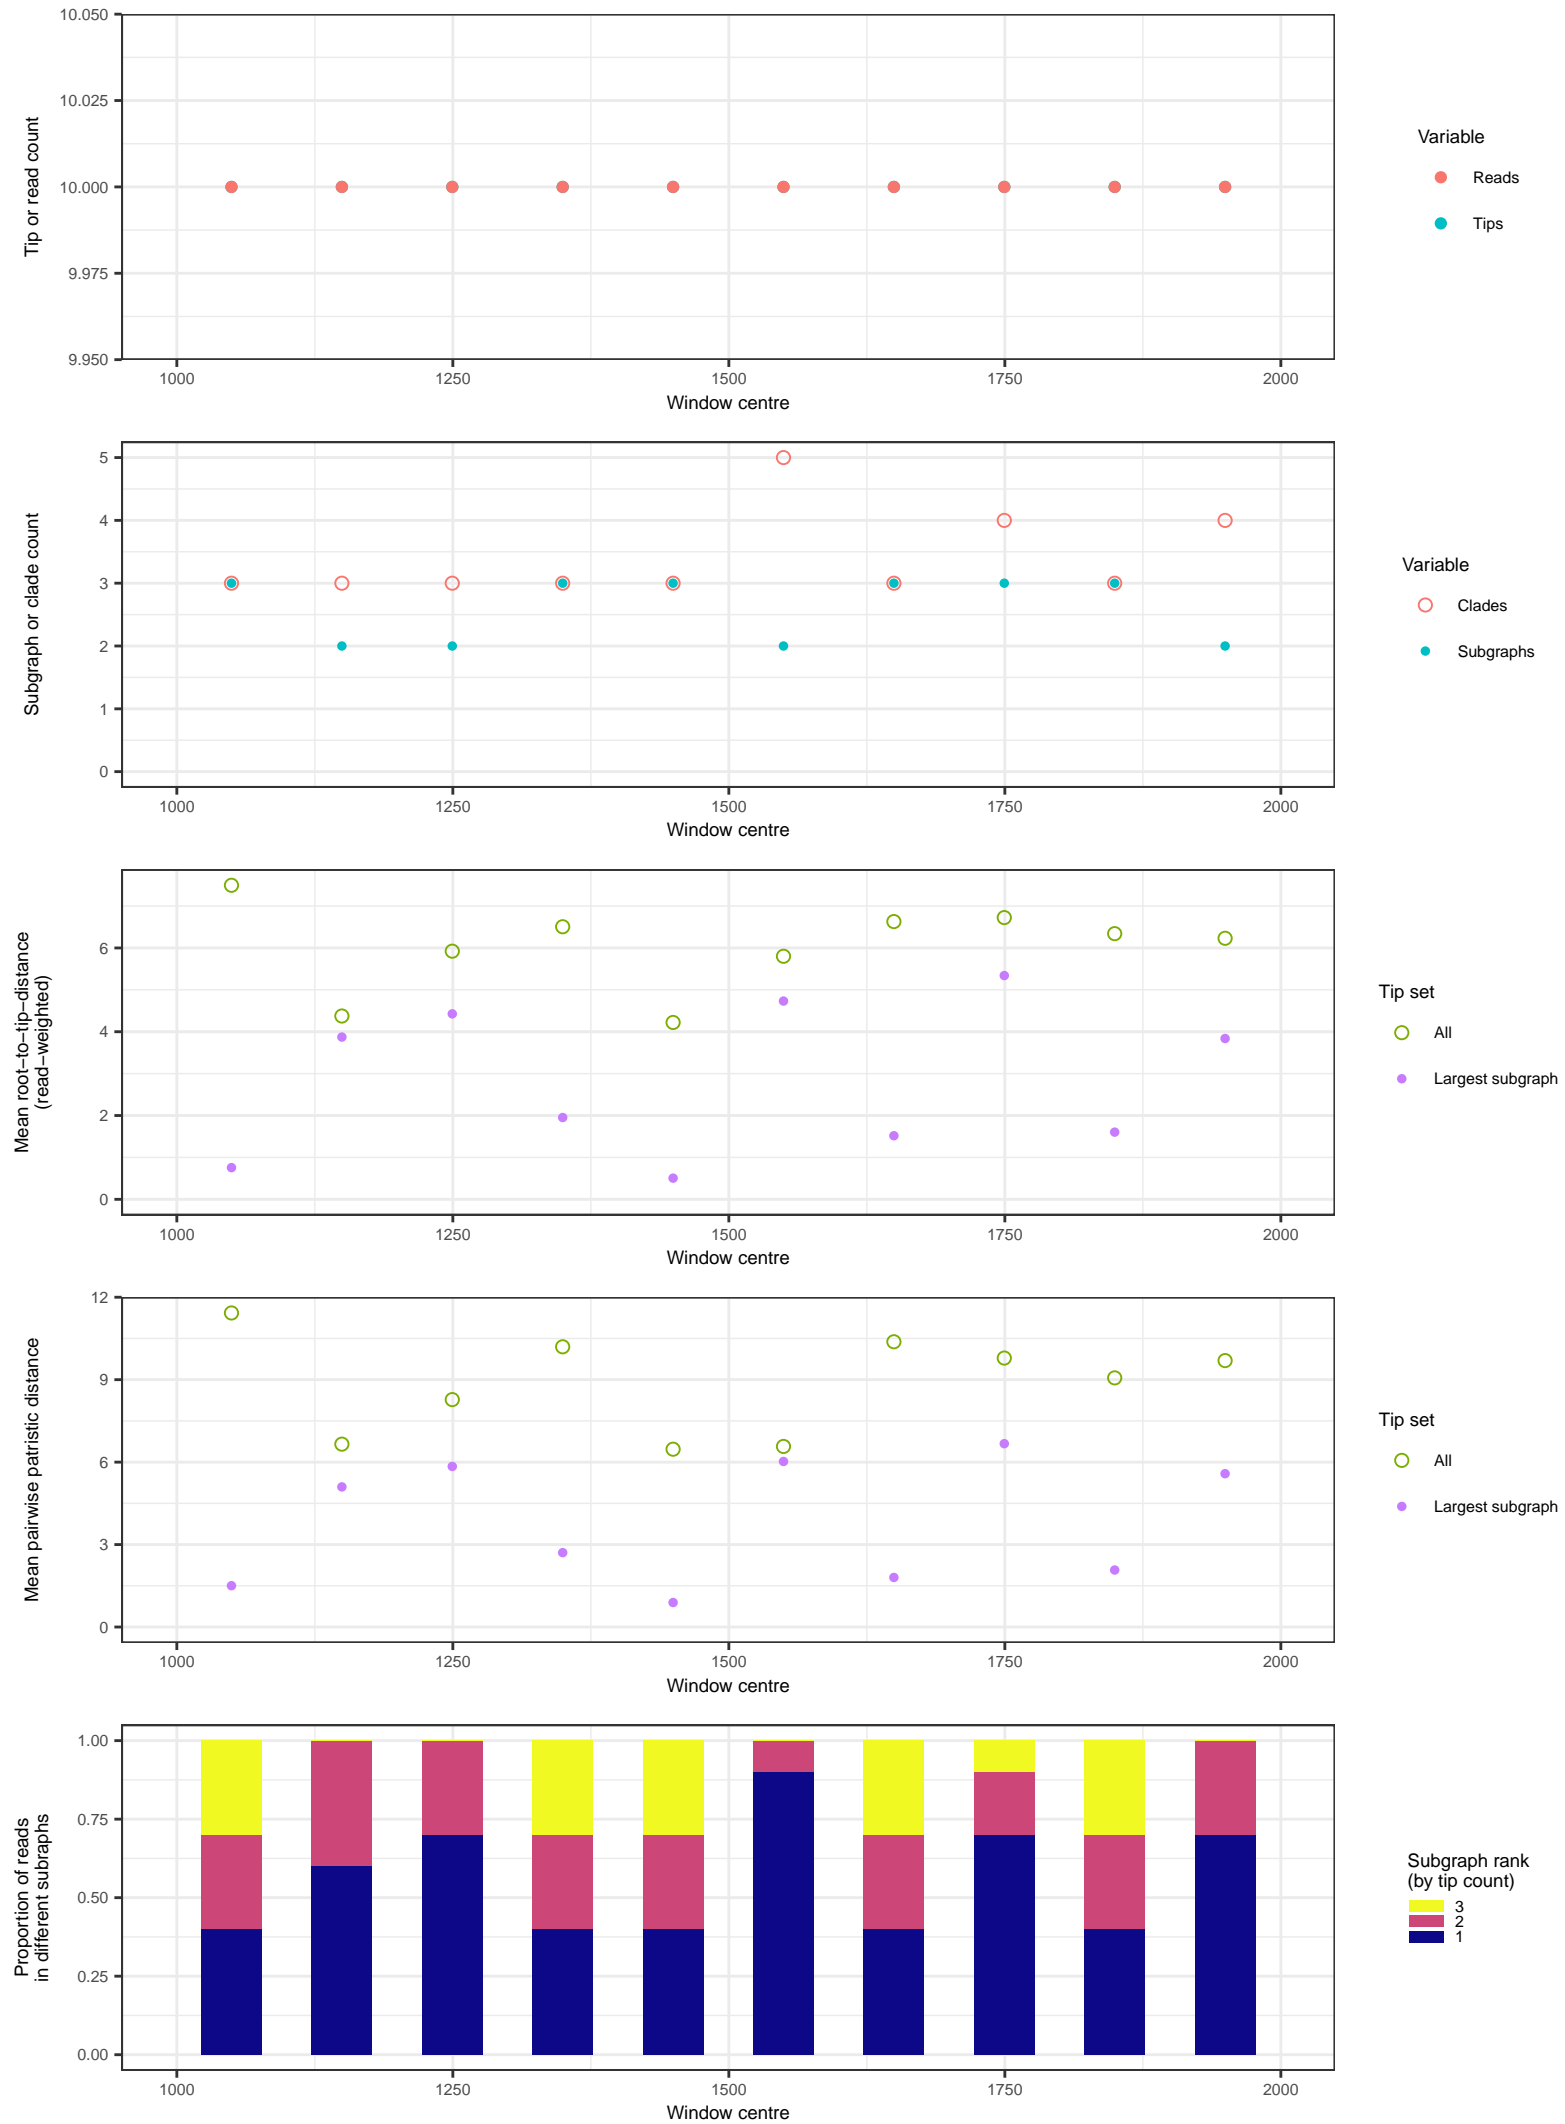 10.050
10.025
10.000
9.975
9.950
Tip or read count
1000 1250 1500 1750 2000
Window centre
Variable
Reads
Tips
5
4
3
2
1
0
Subgraph or clade count
1000 1250 1500 1750 2000
Window centre
Variable
Clades
Subgraphs
6
4
2
0
Mean root−to−tip−distance
(read−weighted)
1000 1250 1500 1750 2000
Window centre
Tip set
All
Largest subgraph
12
9
6
3
0
Mean pairwise patristic distance
1000 1250 1500 1750 2000
Window centre
Tip set
All
Largest subgraph
1.00
0.75
0.50
0.25
0.00
Proportion of reads
in different subraphs
1000 1250 1500 1750 2000
Window centre
Subgraph rank
(by tip count)
3
2
1